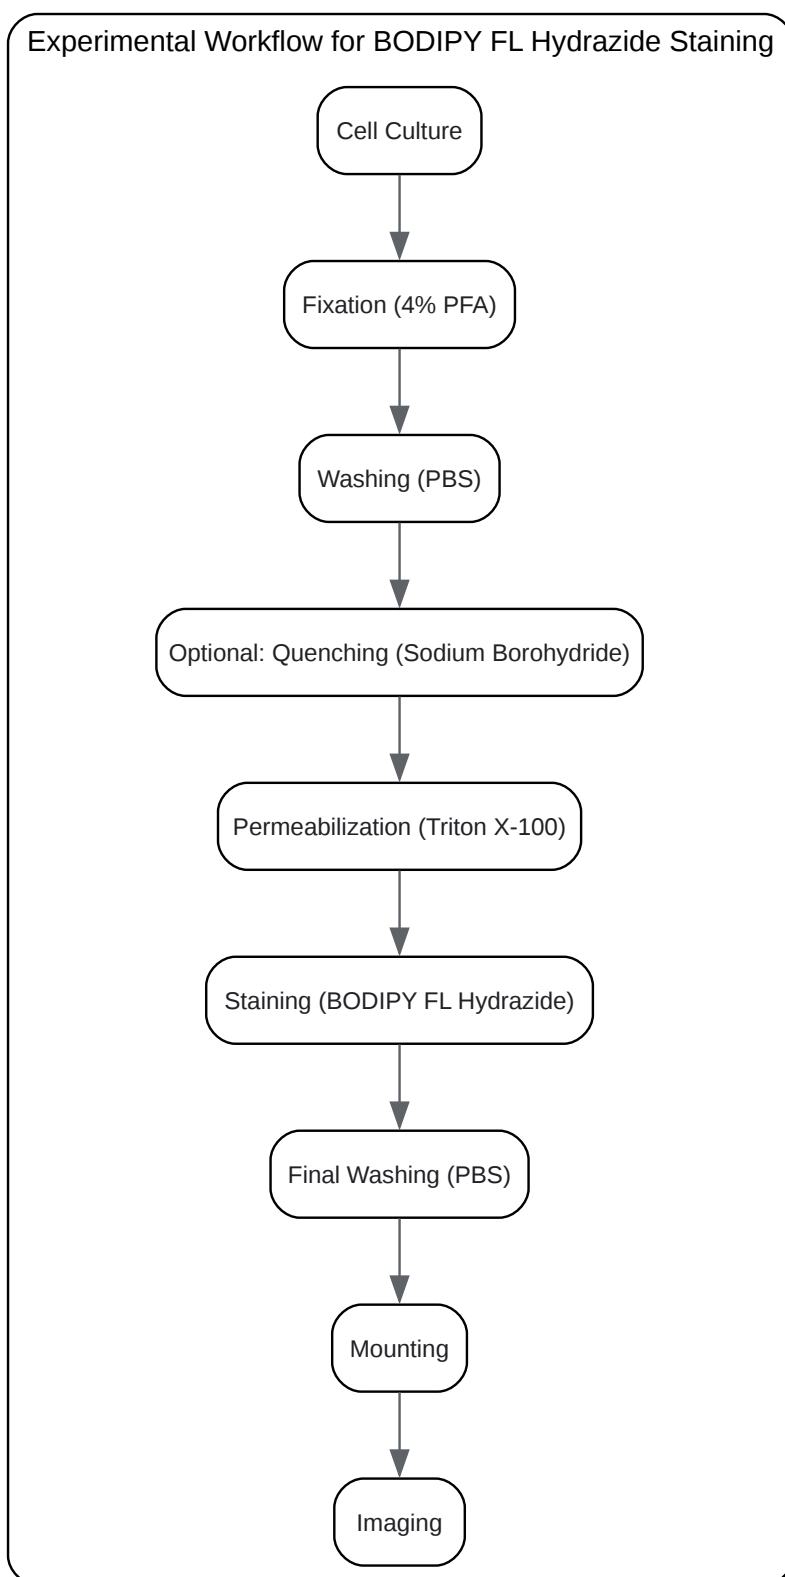 Experimental Workflow for BODIPY FL Hydrazide Staining
Cell Culture
Fixation (4% PFA)
Washing (PBS)
Optional: Quenching (Sodium Borohydride)
Permeabilization (Triton X-100)
Staining (BODIPY FL Hydrazide)
Final Washing (PBS)
Mounting
Imaging